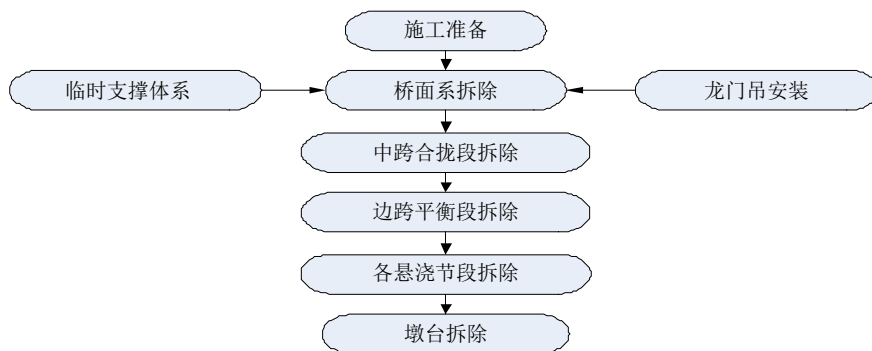 施工准备
临时支撑体系
桥面系拆除
龙门吊安装
中跨合拢段拆除
边跨平衡段拆除
各悬浇节段拆除
墩台拆除